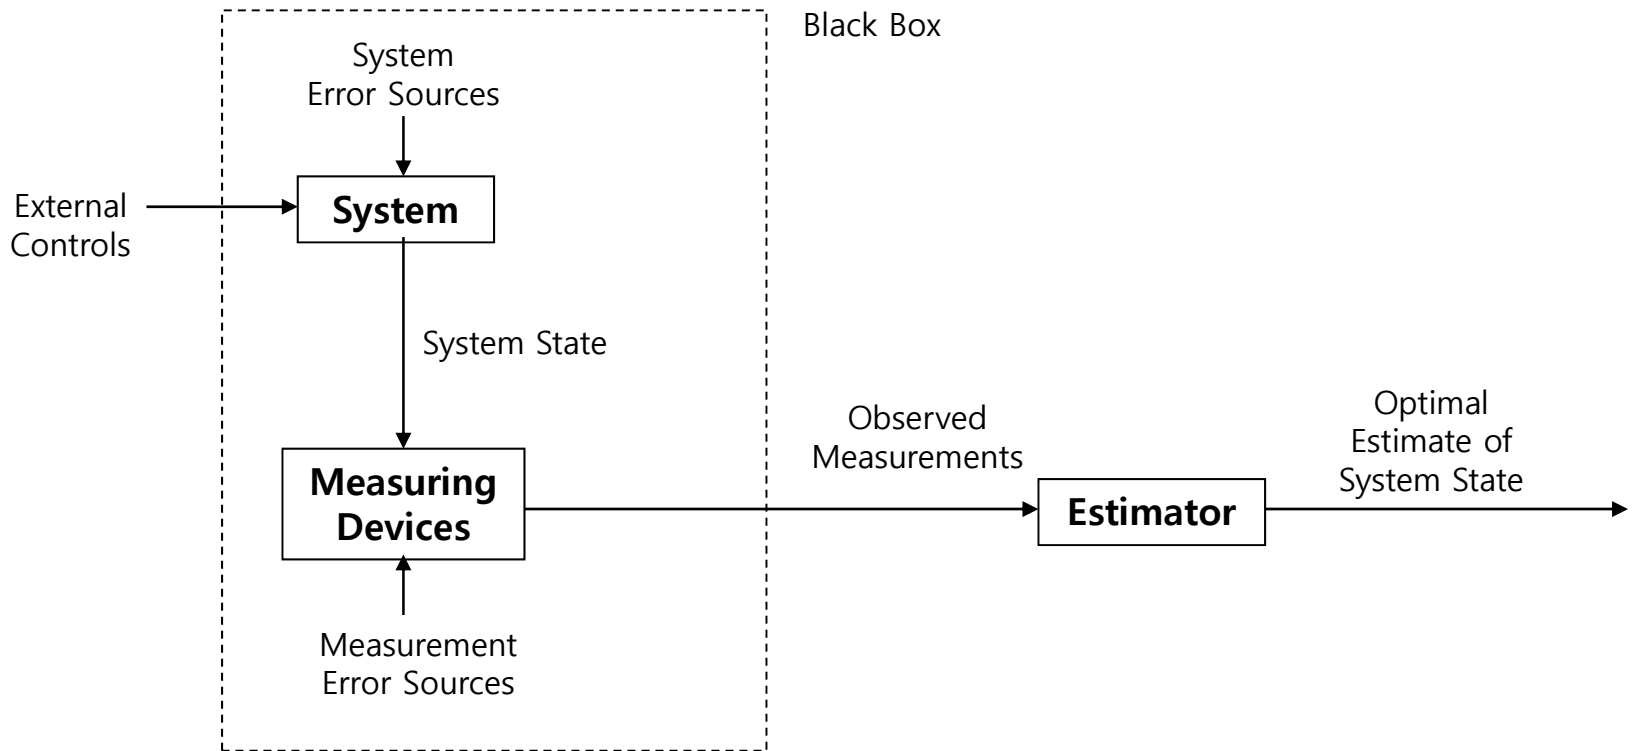 Black Box
System
Error Sources
External
Controls
System
System State
Measuring
Devices
Measurement
Error Sources
Observed
Measurements
Estimator
Optimal
Estimate of
System State